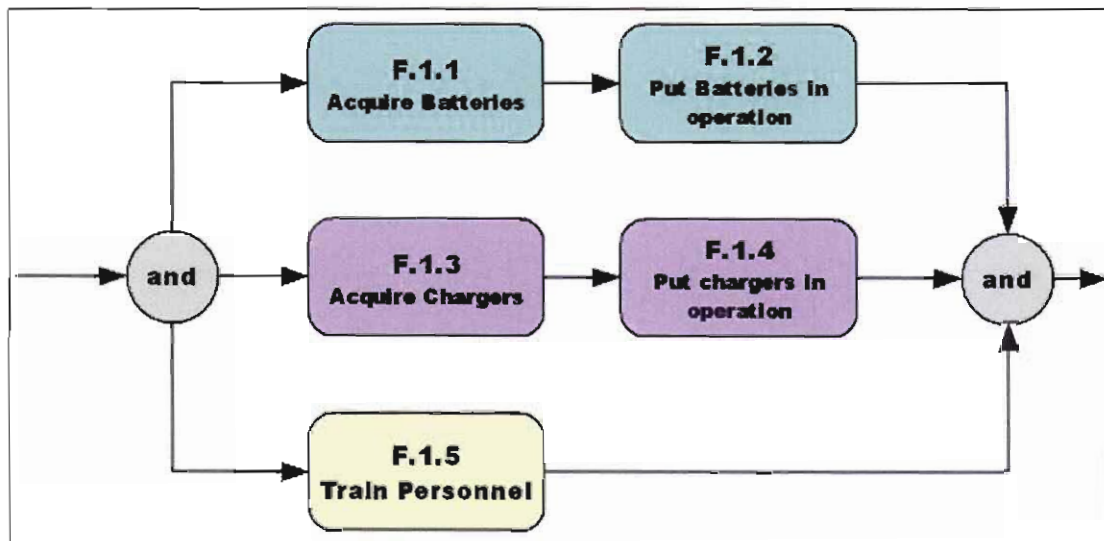 F.1.1
Acquire Batteries
F.1.2
Put Batteries in
operation
and
F.1.3
Acquire Chargers
F.1.4
Put chargers in
operation
and
F.1.5
Train Personnel